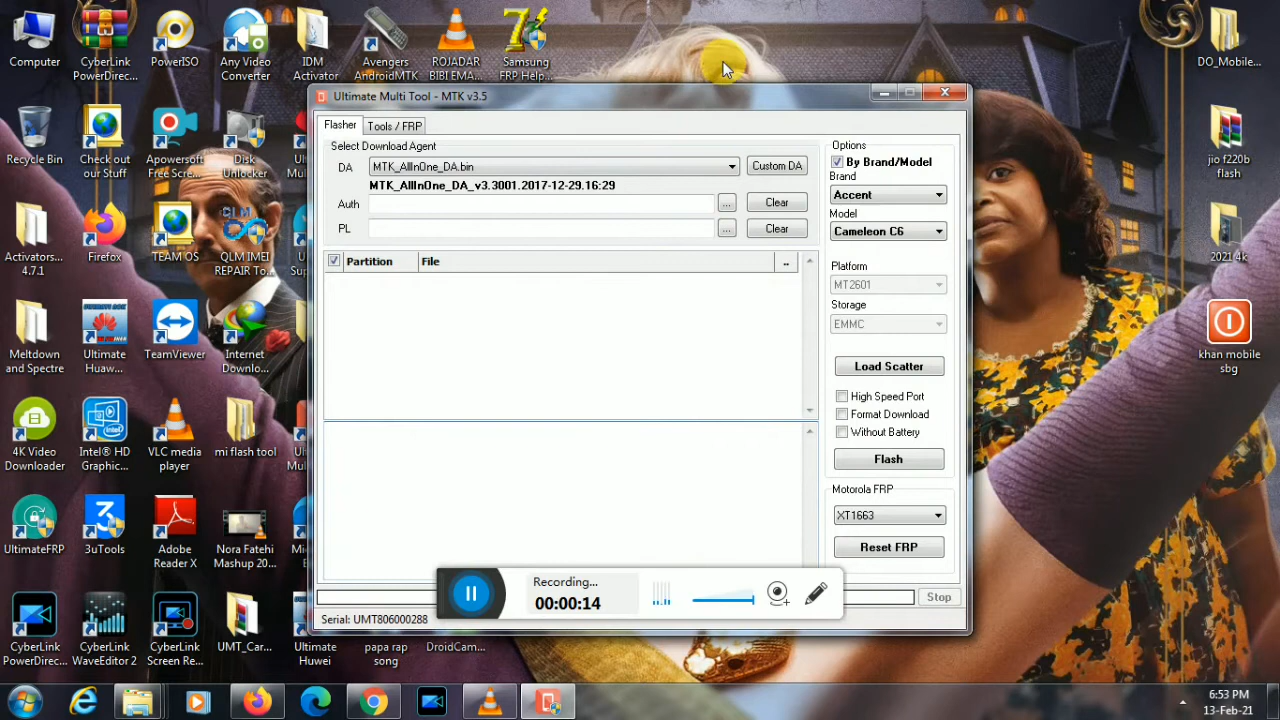 Computer
CyberLink
PowerDirec...
PowerISO
Any Video
Converter
IDM
Activator
Avengers
AndroidMTK
ROJADAR
BIBI EMA...
Samsung
FRP Help...
DO_Mobile...
Recycle Bin
Check out
our Stuff
Apowersoft
Free Scre...
Disk
Unlocker
jio f220b
flash
Activators...
4.7.1
Firefox
TEAM OS
QLM IMEI
REPAIR To...
2021 4k
Meltdown
and Spectre
Ultimate
Huaw...
TeamViewer
Internet
Downlo...
khan mobile
sbg
4K Video
Downloader
Intel® HD
Graphic...
VLC media
player
mi flash tool
UltimateFRP
3uTools
Adobe
Reader X
Nora Fatehi
Mashup 20...
CyberLink
PowerDirec...
CyberLink
WaveEditor 2
CyberLink
Screen Re...
UMT_Car...
Ultimate
Huwei
papa rap
song
DroidCam...
Ultimate Multi Tool - MTK v3.5
Flasher
Tools / FRP
Select Download Agent
DA
MTK_AllInOne_DA.bin
Custom DA
MTK_AllInOne_DA_v3.3001.2017-12-29.16:29
Auth
...
Clear
PL
...
Clear
Partition
File
..
Options
By Brand/Model
Brand
Accent
Model
Cameleon C6
Platform
MT2601
Storage
EMMC
Load Scatter
High Speed Port
Format Download
Without Battery
Flash
Motorola FRP
XT1663
Reset FRP
Stop
Recording...
00:00:14
Serial: UMT806000288
6:53 PM
13-Feb-21